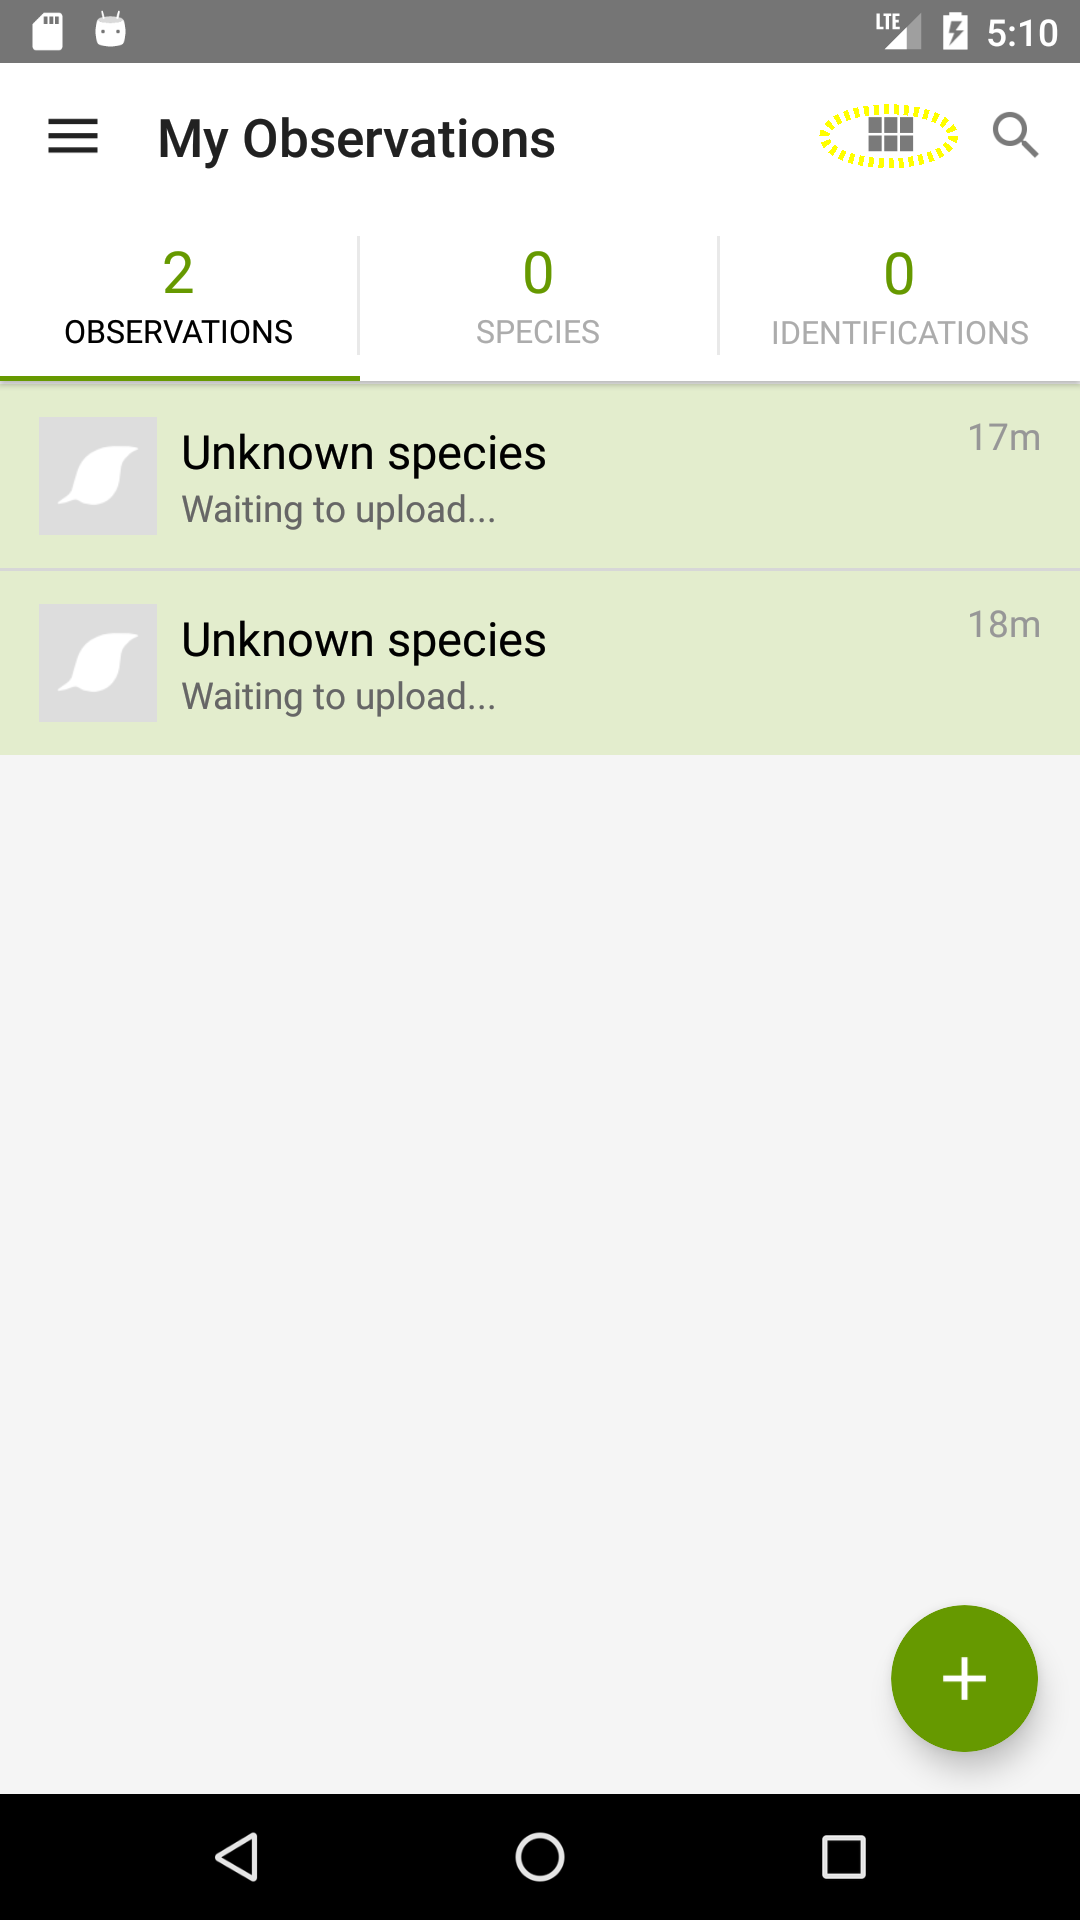 LTE 5:10
My Observations
2
OBSERVATIONS
0
SPECIES
0
IDENTIFICATIONS
Unknown species
17m
Waiting to upload...
Unknown species
18m
Waiting to upload...